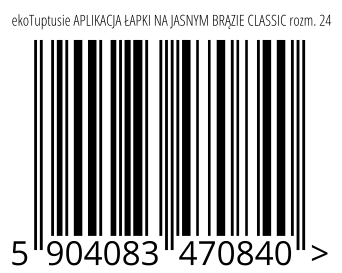 ekoTuptusie APLIKACJA ŁAPKI NA JASNYM BRĄZIE CLASSIC rozm. 24
5 904083 470840 >